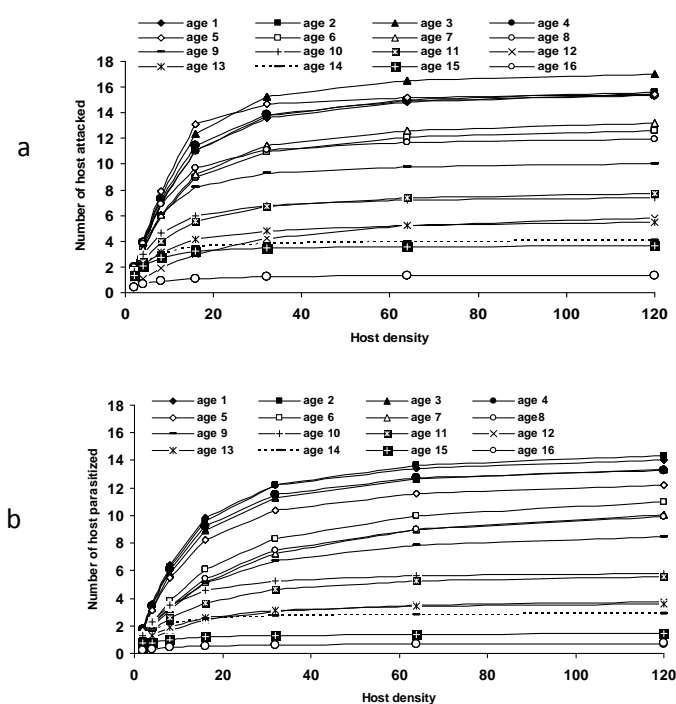 a
age 1 age 2 age 3 age 4
age 5 age 6 age 7 age 8
age 9 age 10 age 11 age 12
age 13 age 14 age 15 age 16
Number of host attacked
18
16
14
12
10
8
6
4
2
0
0 20 40 60 80 100 120
Host density
b
age 1 age 2 age 3 age 4
age 5 age 6 age 7 age8
age 9 age 10 age 11 age 12
age 13 age 14 age 15 age 16
Number of host parasitized
18
16
14
12
10
8
6
4
2
0
0 20 40 60 80 100 120
Host density